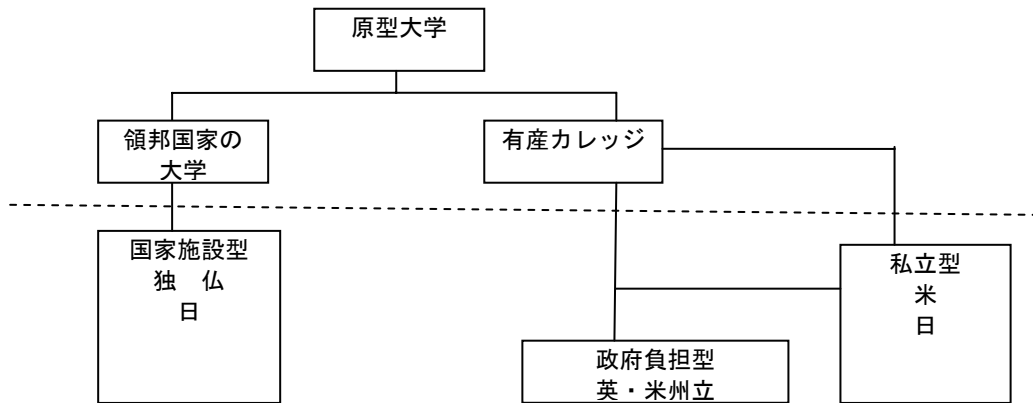 原型大学
領邦国家の
大学
有産カレッジ
国家施設型
独　仏
日
私立型
米
日
政府負担型
英・米州立